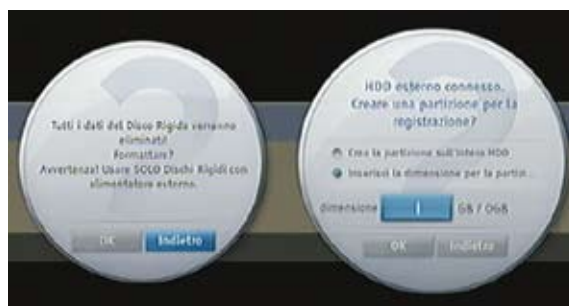 Tutti i dati del Disco Rigido verranno
eliminati!
Formattare?
Avvertenza! Usare SOLO Dischi Rigidi con
alimentatore esterno.
OK Indietro
HDD esterno connesso.
Creare una partizione per la
registrazione?
Crea la partizione sull'intero HDD
Inserisci la dimensione per la partiz...
dimensione GB / 0GB
OK Indietro